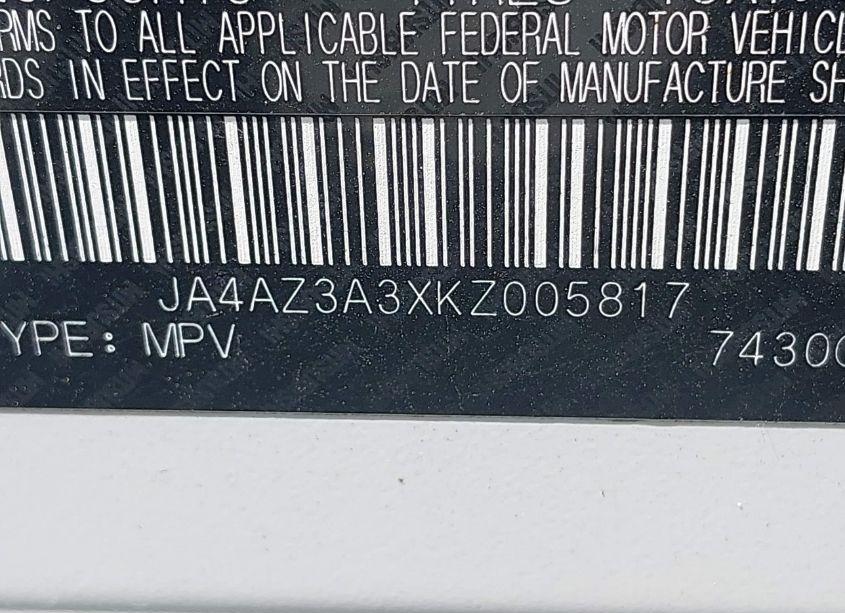 RMS TO ALL APPLICABLE FEDERAL MOTOR VEHICL
RDS IN EFFECT ON THE DATE OF MANUFACTURE SH
JA4AZ3A3XKZ005817
YPE: MPV 74300